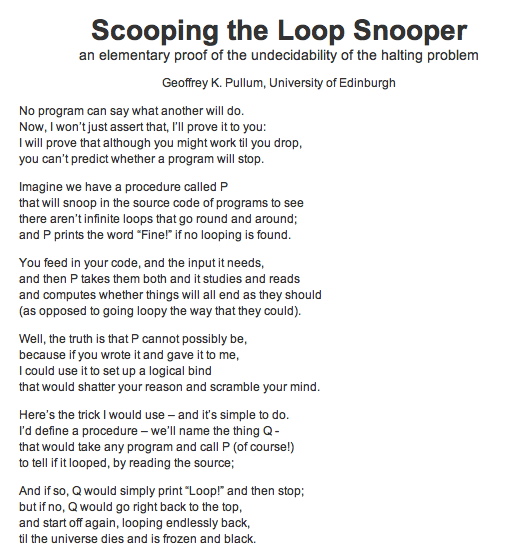 Scooping the Loop Snooper
an elementary proof of the undecidability of the halting problem
Geoffrey K. Pullum, University of Edinburgh
No program can say what another will do.
Now, I won’t just assert that, I’ll prove it to you:
I will prove that although you might work til you drop,
you can’t predict whether a program will stop.
Imagine we have a procedure called P
that will snoop in the source code of programs to see
there aren’t infinite loops that go round and around;
and P prints the word “Fine!” if no looping is found.
You feed in your code, and the input it needs,
and then P takes them both and it studies and reads
and computes whether things will all end as they should
(as opposed to going loopy the way that they could).
Well, the truth is that P cannot possibly be,
because if you wrote it and gave it to me,
I could use it to set up a logical bind
that would shatter your reason and scramble your mind.
Here’s the trick I would use – and it’s simple to do.
I’d define a procedure – we’ll name the thing Q -
that would take any program and call P (of course!)
to tell if it looped, by reading the source;
And if so, Q would simply print “Loop!” and then stop;
but if no, Q would go right back to the top,
and start off again, looping endlessly back,
til the universe dies and is frozen and black.